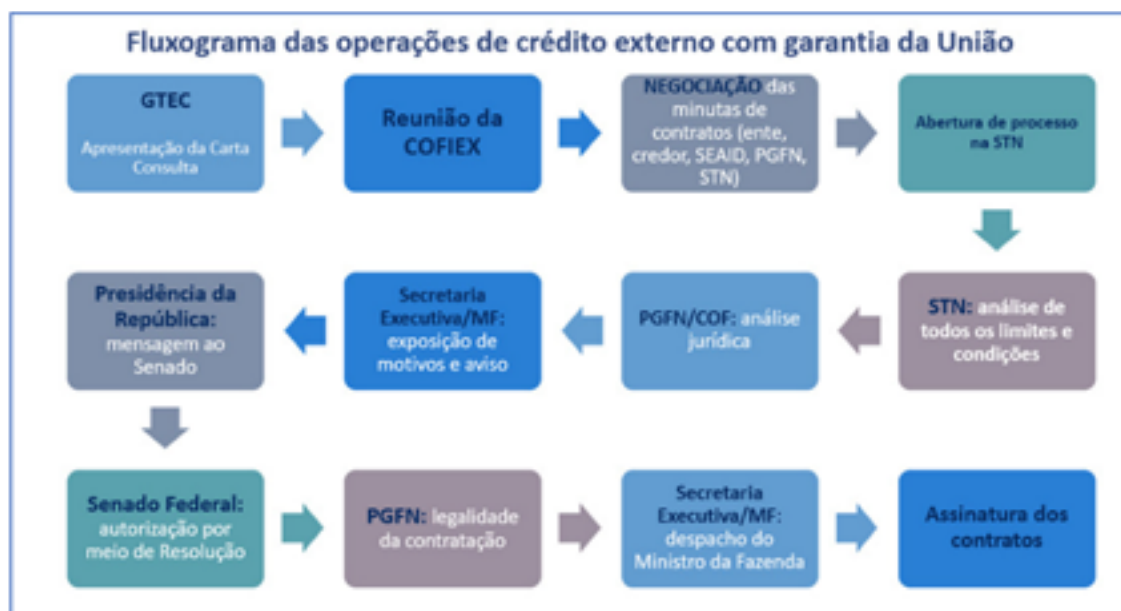 Fluxograma das operações de crédito externo com garantia da União
GTEC
Apresentação da Carta
Consulta
Reunião da
COFIEX
NEGOCIAÇÃO das
minutas de
contratos (ente,
credor, SEAID, PGFN,
STN)
Abertura de processo
na STN
Presidência da
República:
mensagem ao
Senado
Secretaria
Executiva/MF:
exposição de
motivos e aviso
PGFN/COF: análise
jurídica
STN: análise de
todos os limites e
condições
Senado Federal:
autorização por
meio de Resolução
PGFN: legalidade
da contratação
Secretaria
Executiva/MF:
despacho do
Ministro da Fazenda
Assinatura dos
contratos